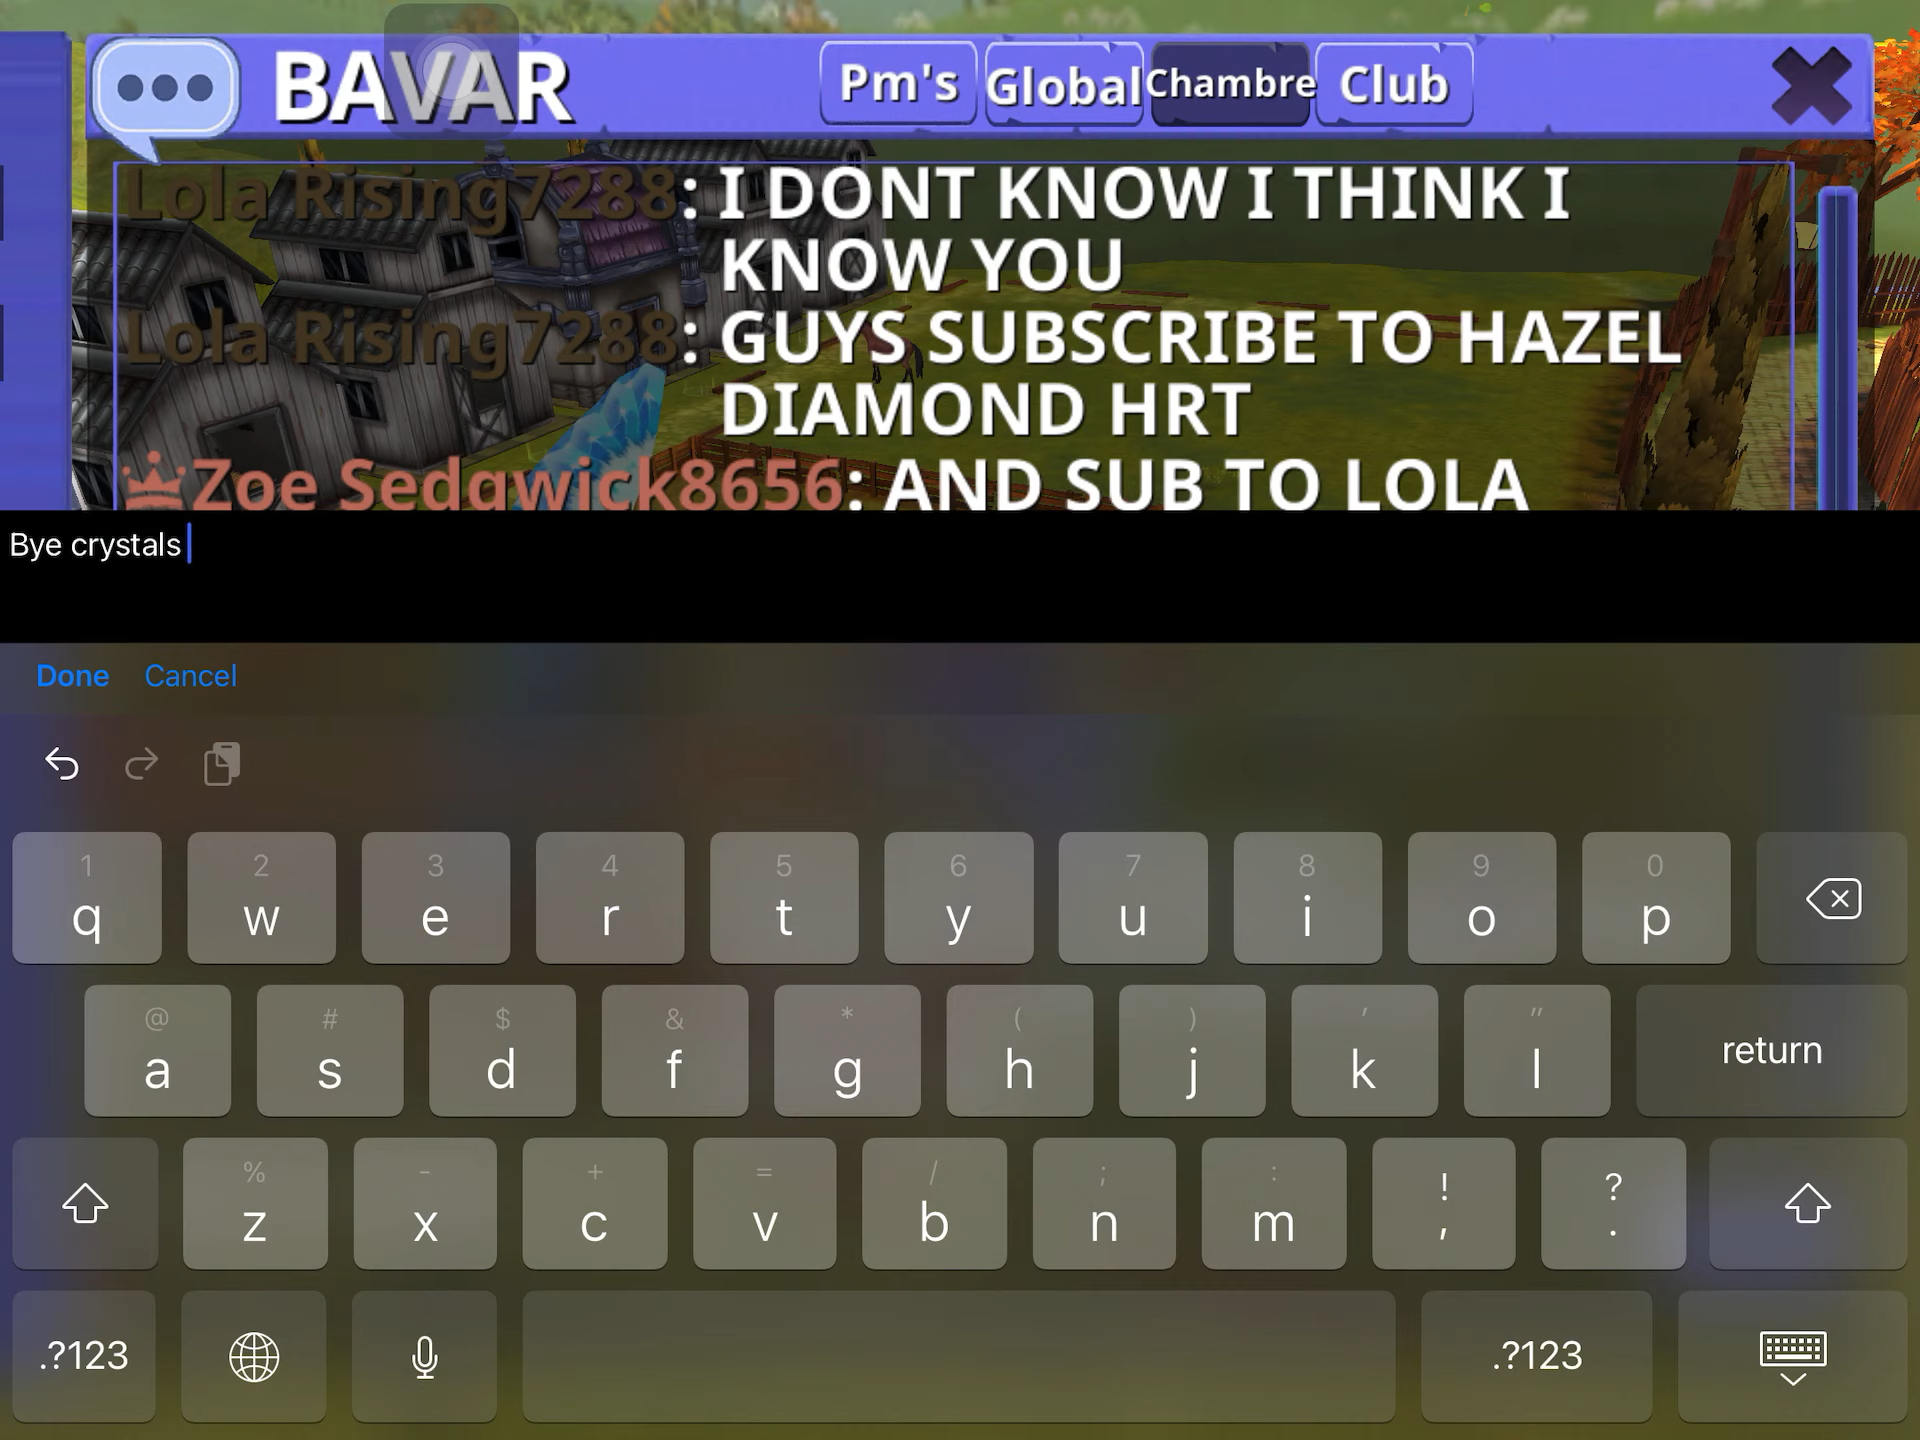 BAVAR Pm's Global Chambre Club
Lola Rising7288: I DONT KNOW I THINK I
KNOW YOU
Lola Rising7288: GUYS SUBSCRIBE TO HAZEL
DIAMOND HRT
Zoe Sedgwick8656: AND SUB TO LOLA
Bye crystals
Done Cancel
1 2 3 4 5 6 7 8 9 0
q w e r t y u i o p
@ # $ & * ( ) ' "
a s d f g h j k l return
% - + = / ; : ! ?
z x c v b n m , .
.?123 .?123